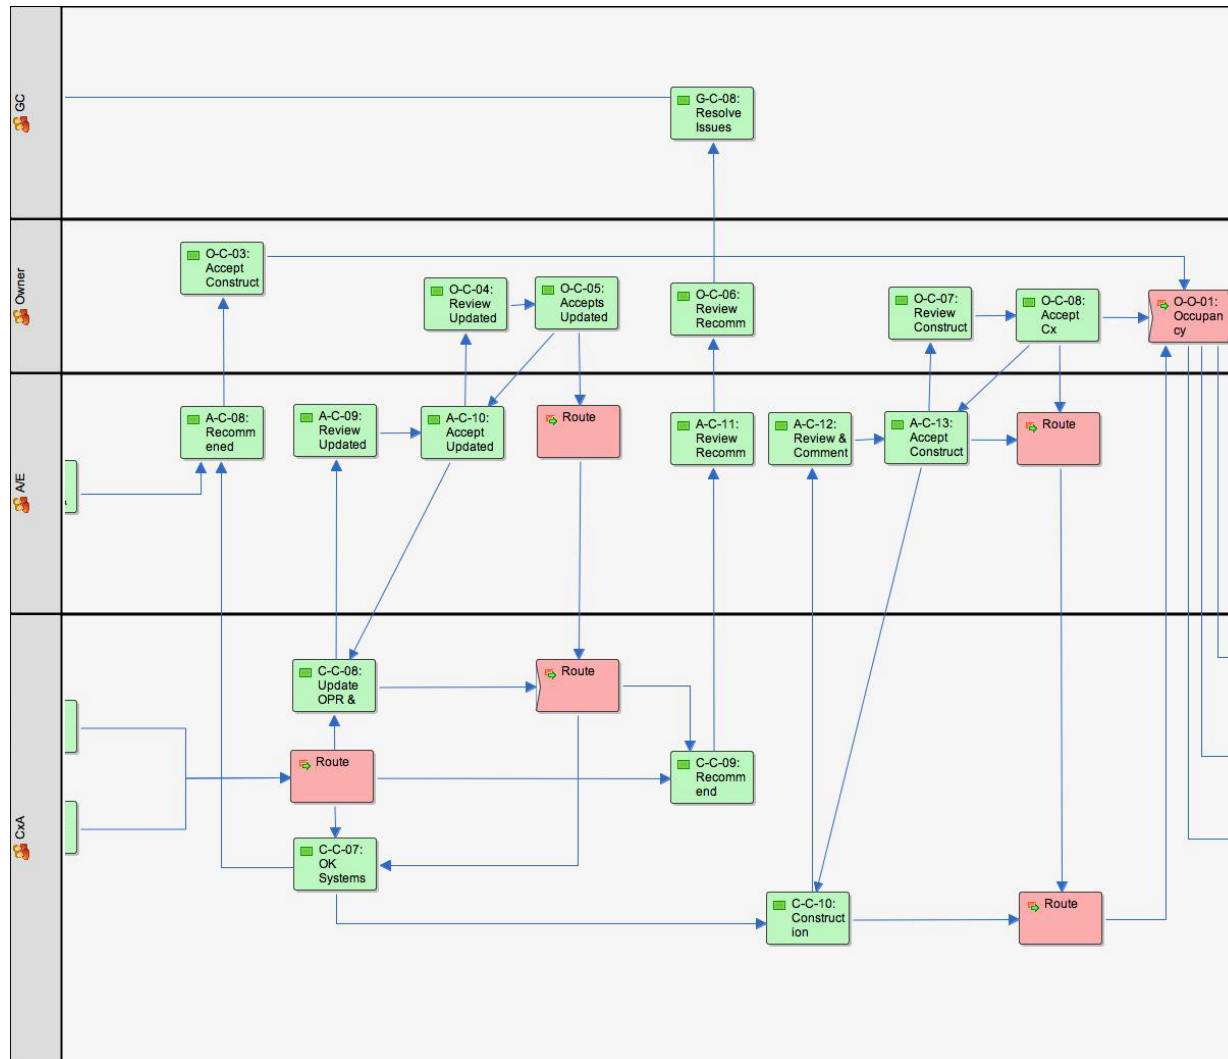 GC
G-C-08:
Resolve
Issues
Owner
O-C-03:
Accept
Construct
O-C-04:
Review
Updated
O-C-05:
Accepts
Updated
O-C-06:
Review
Recomm
O-C-07:
Review
Construct
O-C-08:
Accept
Cx
O-O-01:
Occupan
cy
A/E
A-C-08:
Recomm
ened
A-C-09:
Review
Updated
A-C-10:
Accept
Updated
Route
A-C-11:
Review
Recomm
A-C-12:
Review &
Comment
A-C-13:
Accept
Construct
Route
CxA
C-C-08:
Update
OPR &
Route
Route
C-C-09:
Recomm
end
C-C-07:
OK
Systems
C-C-10:
Construct
ion
Route